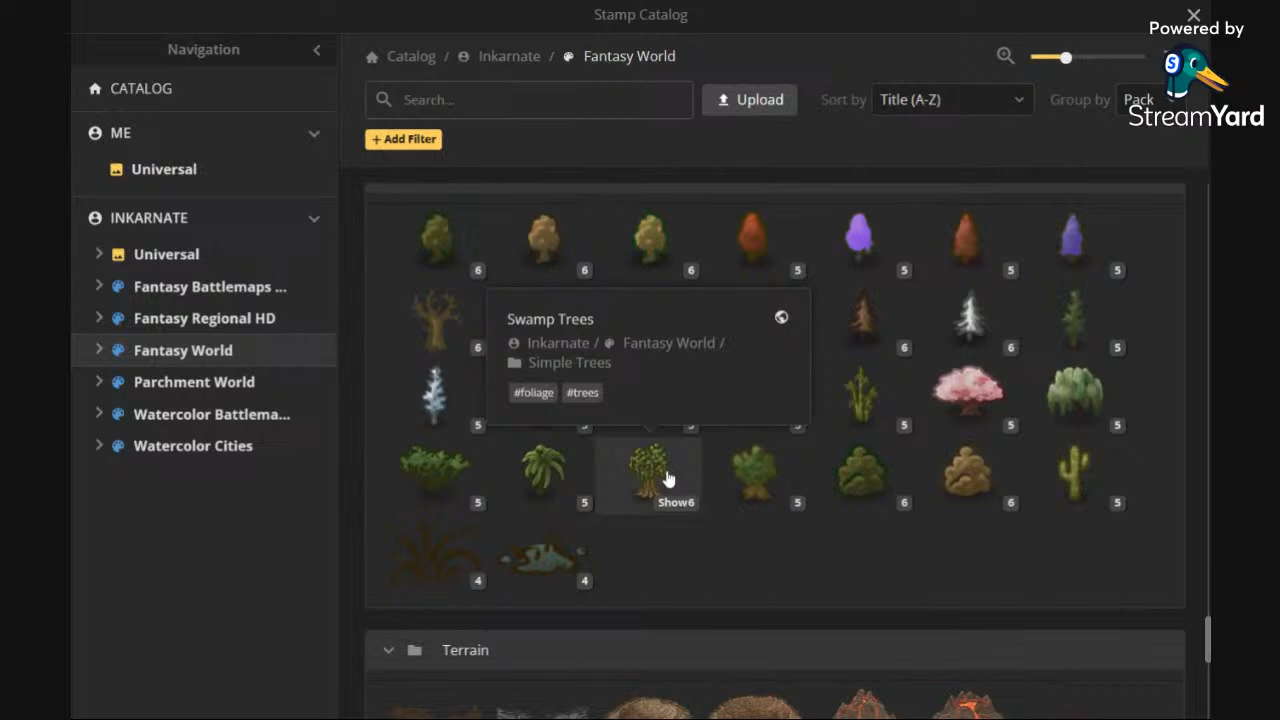 Stamp Catalog
Powered by
StreamYard
Navigation
CATALOG
ME
Universal
INKARNATE
Universal
Fantasy Battlemaps ...
Fantasy Regional HD
Fantasy World
Parchment World
Watercolor Battlema...
Watercolor Cities
Catalog / Inkarnate / Fantasy World
Search...
Upload
Sort by
Title (A-Z)
Group by
Pack
+ Add Filter
6 6 6 5 5 5 5
6 6 6 5
Swamp Trees
Inkarnate / Fantasy World /
Simple Trees
#foliage #trees
5 5 5 5 5 5 5
5 5 Show6 5 6 6 5
4 4
Terrain